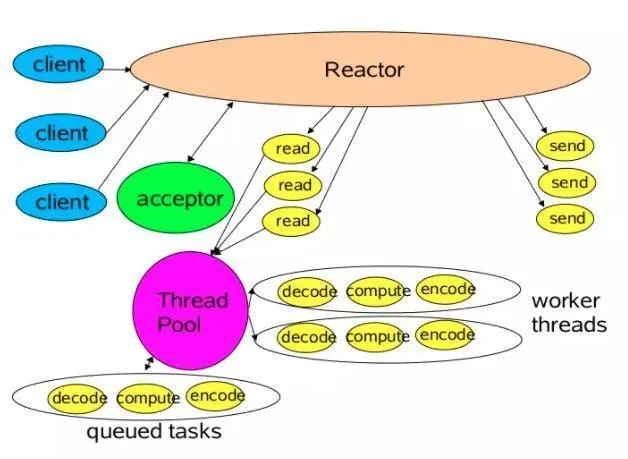 client
Reactor
client
client
acceptor
read
read
read
send
send
send
Thread
Pool
decode compute encode
decode compute encode
worker
threads
decode compute encode
queued tasks